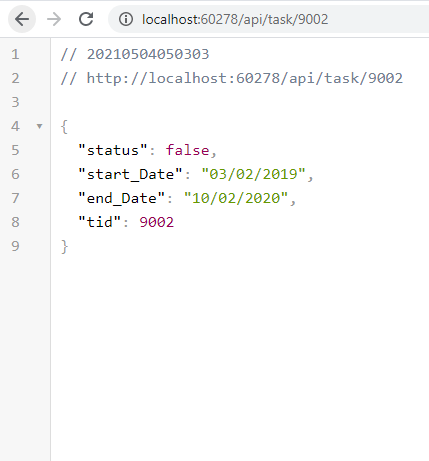 localhost:60278/api/task/9002
1 // 20210504050303
2 // http://localhost:60278/api/task/9002
3
4 {
5 "status": false,
6 "start_Date": "03/02/2019",
7 "end_Date": "10/02/2020",
8 "tid": 9002
9 }